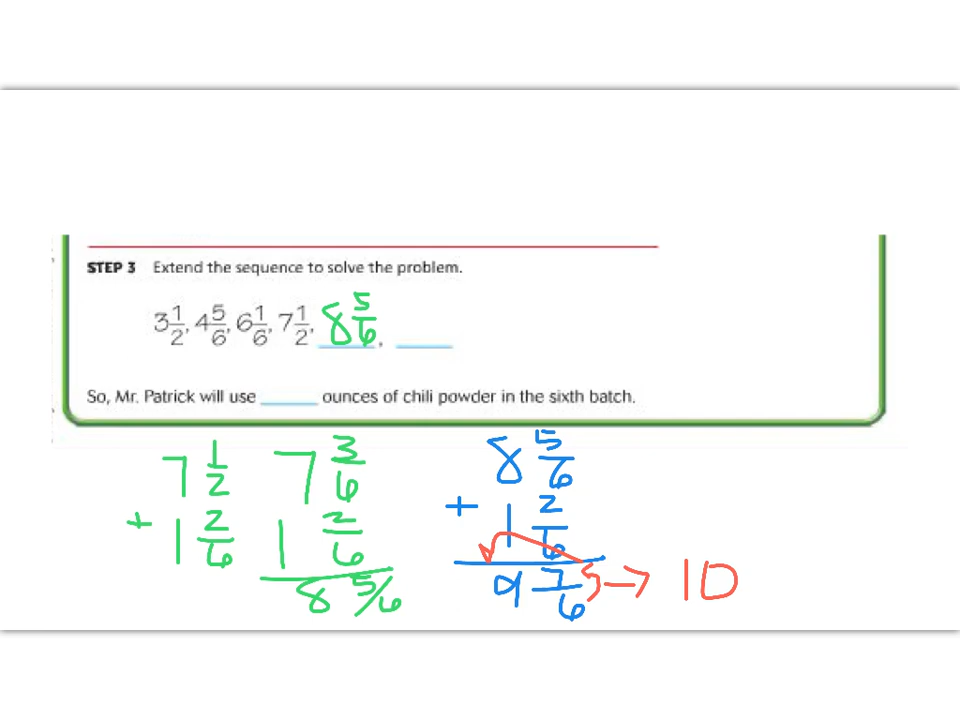 STEP 3 Extend the sequence to solve the problem.
3 1/2, 4 5/6, 6 1/6, 7 1/2, 8 5/6, ____
So, Mr. Patrick will use ____ ounces of chili powder in the sixth batch.
7 1/2 7 3/6 8 5/6
+ 1 2/6 1 2/6 + 1 2/6
8 5/6 9 7/6 → 10